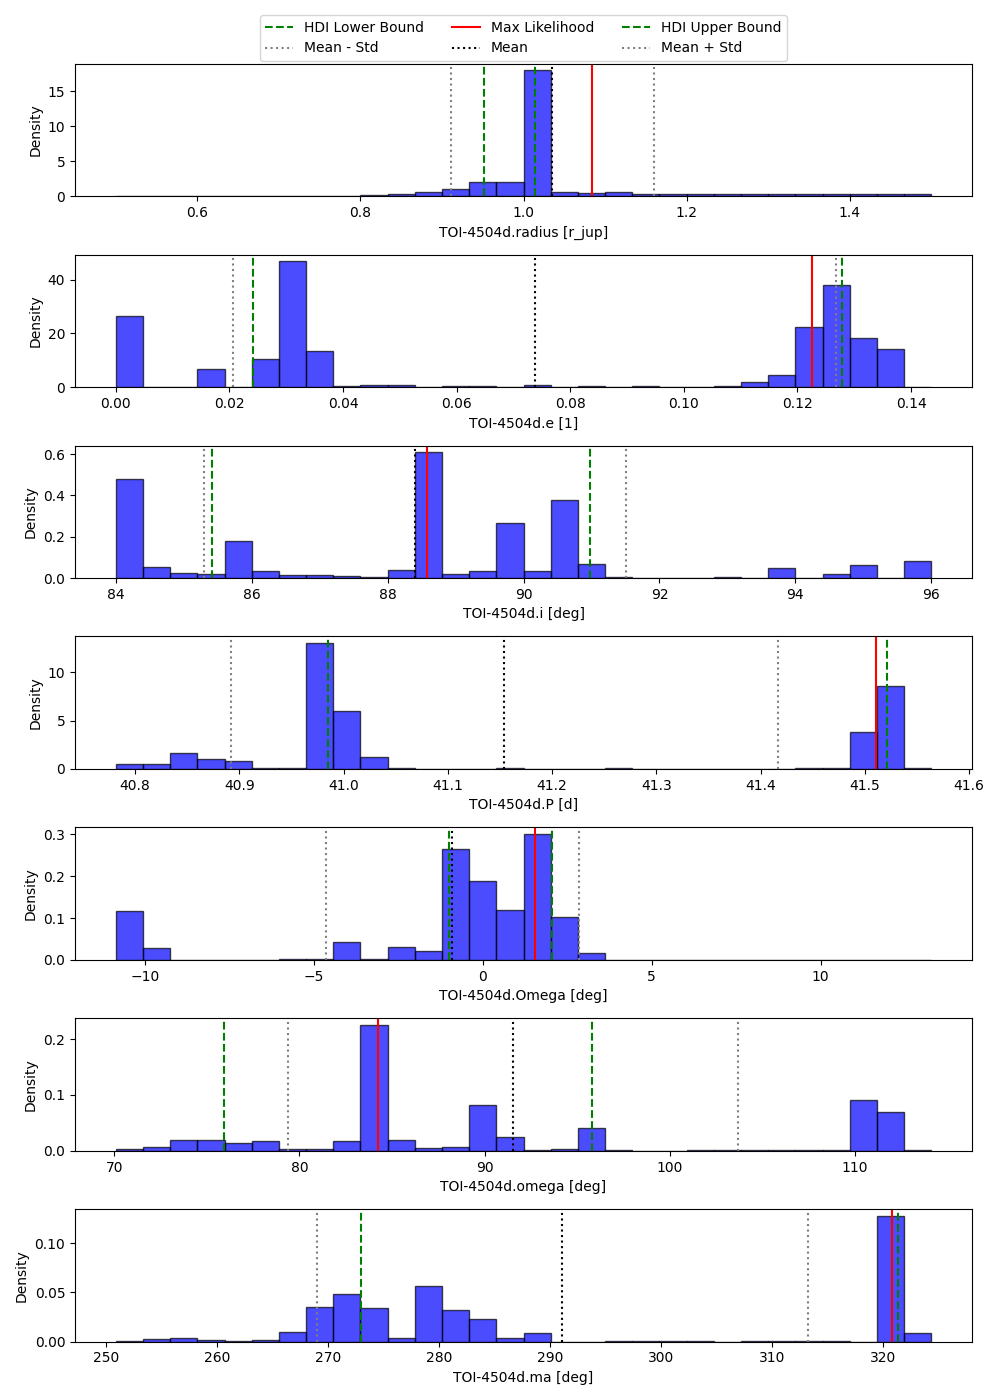 HDI Lower Bound Max Likelihood HDI Upper Bound
Mean - Std Mean Mean + Std
Density
15
10
5
0
0.6 0.8 1.0 1.2 1.4
TOI-4504d.radius [r_jup]
Density
40
20
0
0.00 0.02 0.04 0.06 0.08 0.10 0.12 0.14
TOI-4504d.e [1]
Density
0.6
0.4
0.2
0.0
84 86 88 90 92 94 96
TOI-4504d.i [deg]
Density
10
5
0
40.8 40.9 41.0 41.1 41.2 41.3 41.4 41.5 41.6
TOI-4504d.P [d]
Density
0.3
0.2
0.1
0.0
−10 −5 0 5 10
TOI-4504d.Omega [deg]
Density
0.2
0.1
0.0
70 80 90 100 110
TOI-4504d.omega [deg]
Density
0.10
0.05
0.00
250 260 270 280 290 300 310 320
TOI-4504d.ma [deg]